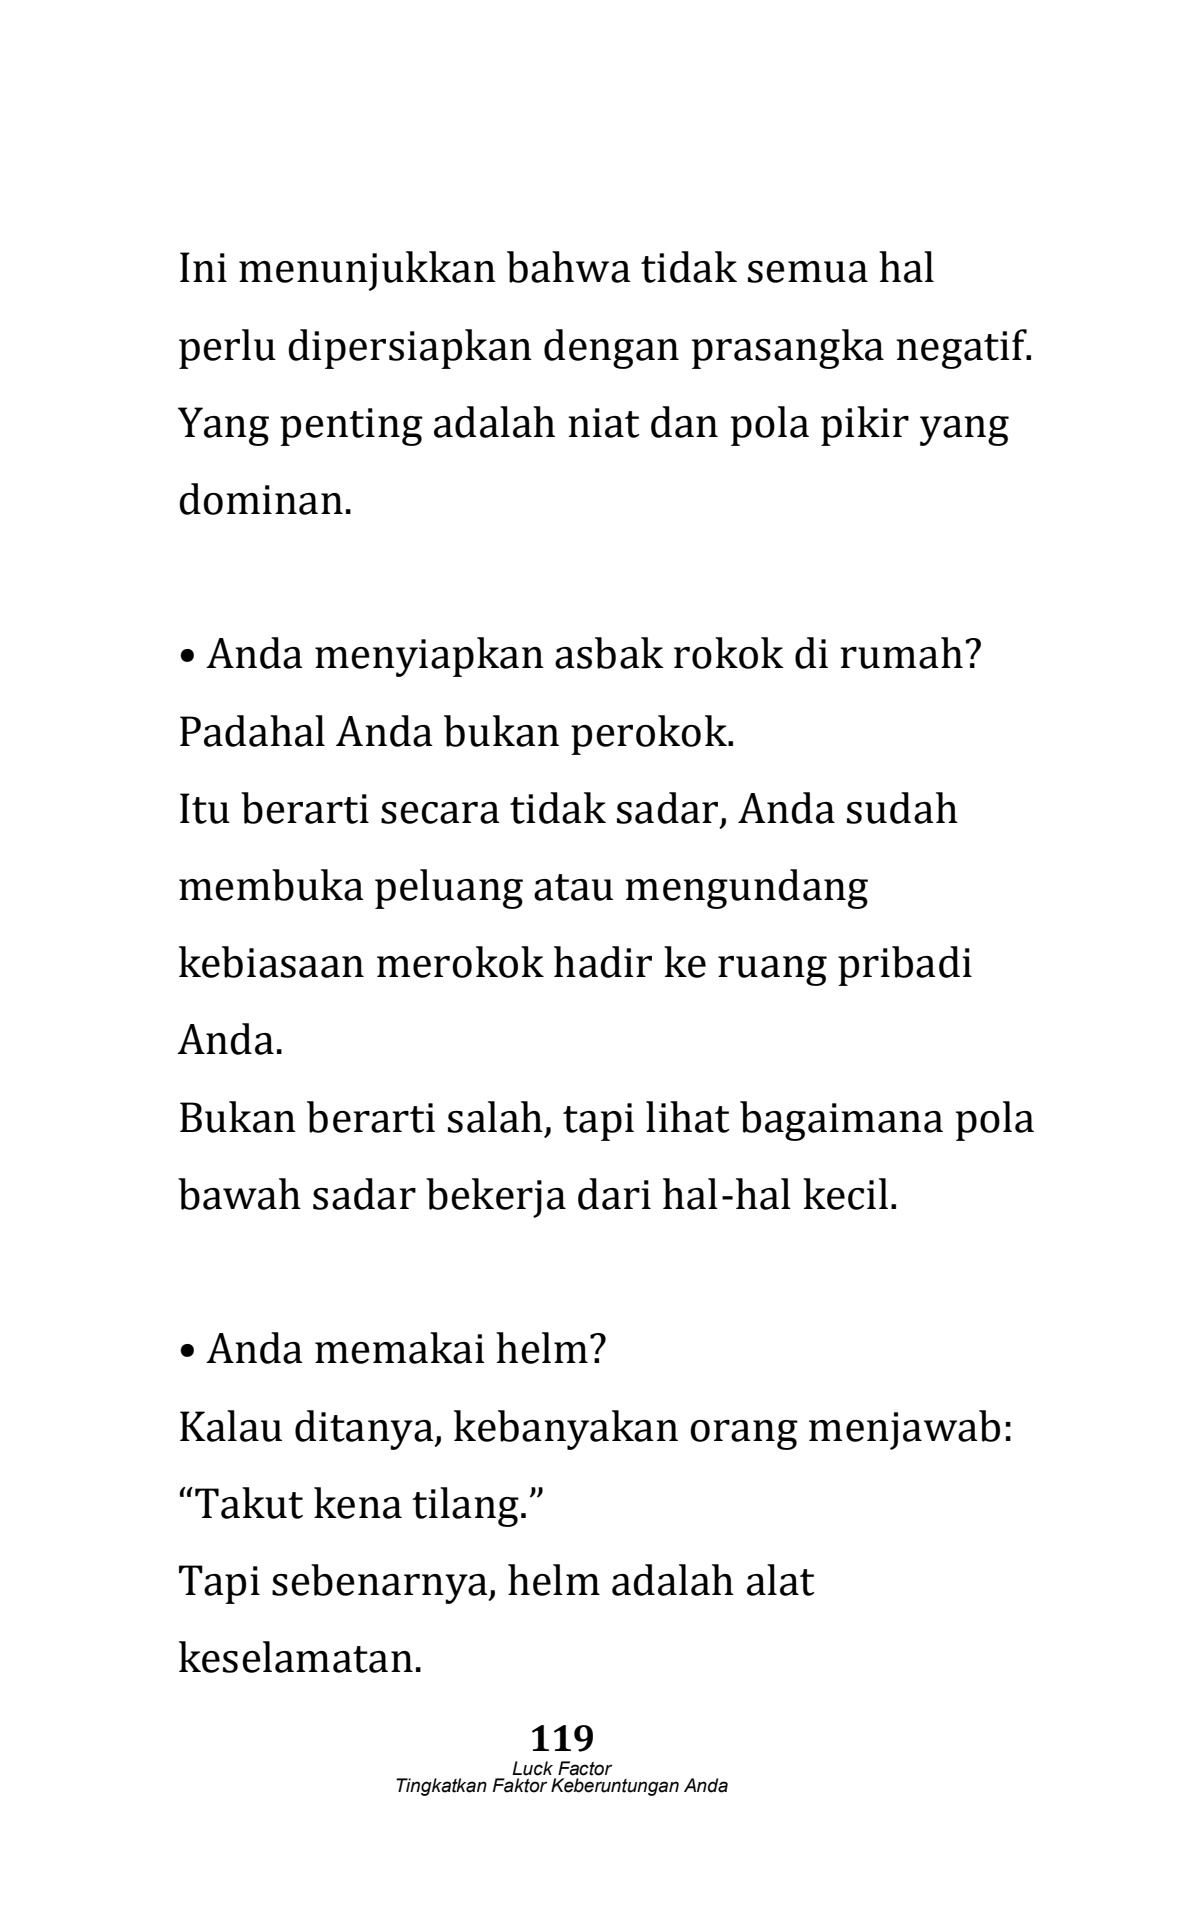 Ini menunjukkan bahwa tidak semua hal
perlu dipersiapkan dengan prasangka negatif.
Yang penting adalah niat dan pola pikir yang
dominan.
• Anda menyiapkan asbak rokok di rumah?
Padahal Anda bukan perokok.
Itu berarti secara tidak sadar, Anda sudah
membuka peluang atau mengundang
kebiasaan merokok hadir ke ruang pribadi
Anda.
Bukan berarti salah, tapi lihat bagaimana pola
bawah sadar bekerja dari hal-hal kecil.
• Anda memakai helm?
Kalau ditanya, kebanyakan orang menjawab:
“Takut kena tilang.”
Tapi sebenarnya, helm adalah alat
keselamatan.
119
Luck Factor
Tingkatkan Faktor Keberuntungan Anda